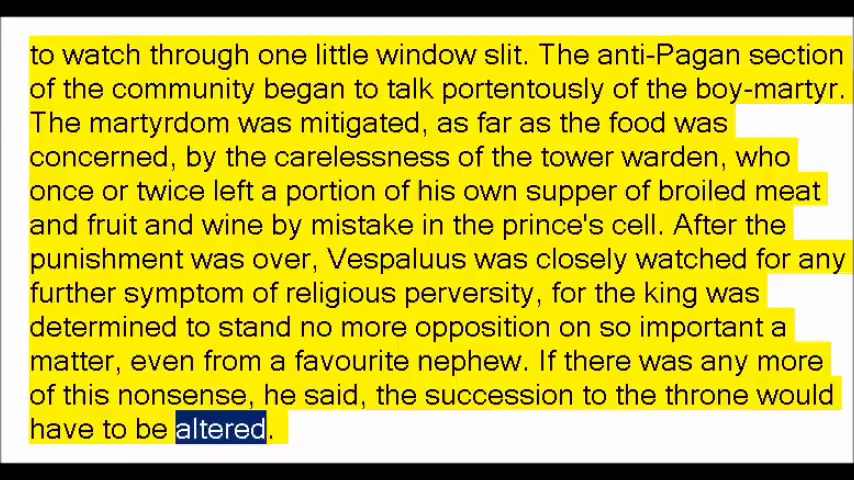 to watch through one little window slit. The anti-Pagan section
of the community began to talk portentously of the boy-martyr.
The martyrdom was mitigated, as far as the food was
concerned, by the carelessness of the tower warden, who
once or twice left a portion of his own supper of broiled meat
and fruit and wine by mistake in the prince's cell. After the
punishment was over, Vespaluus was closely watched for any
further symptom of religious perversity, for the king was
determined to stand no more opposition on so important a
matter, even from a favourite nephew. If there was any more
of this nonsense, he said, the succession to the throne would
have to be altered.